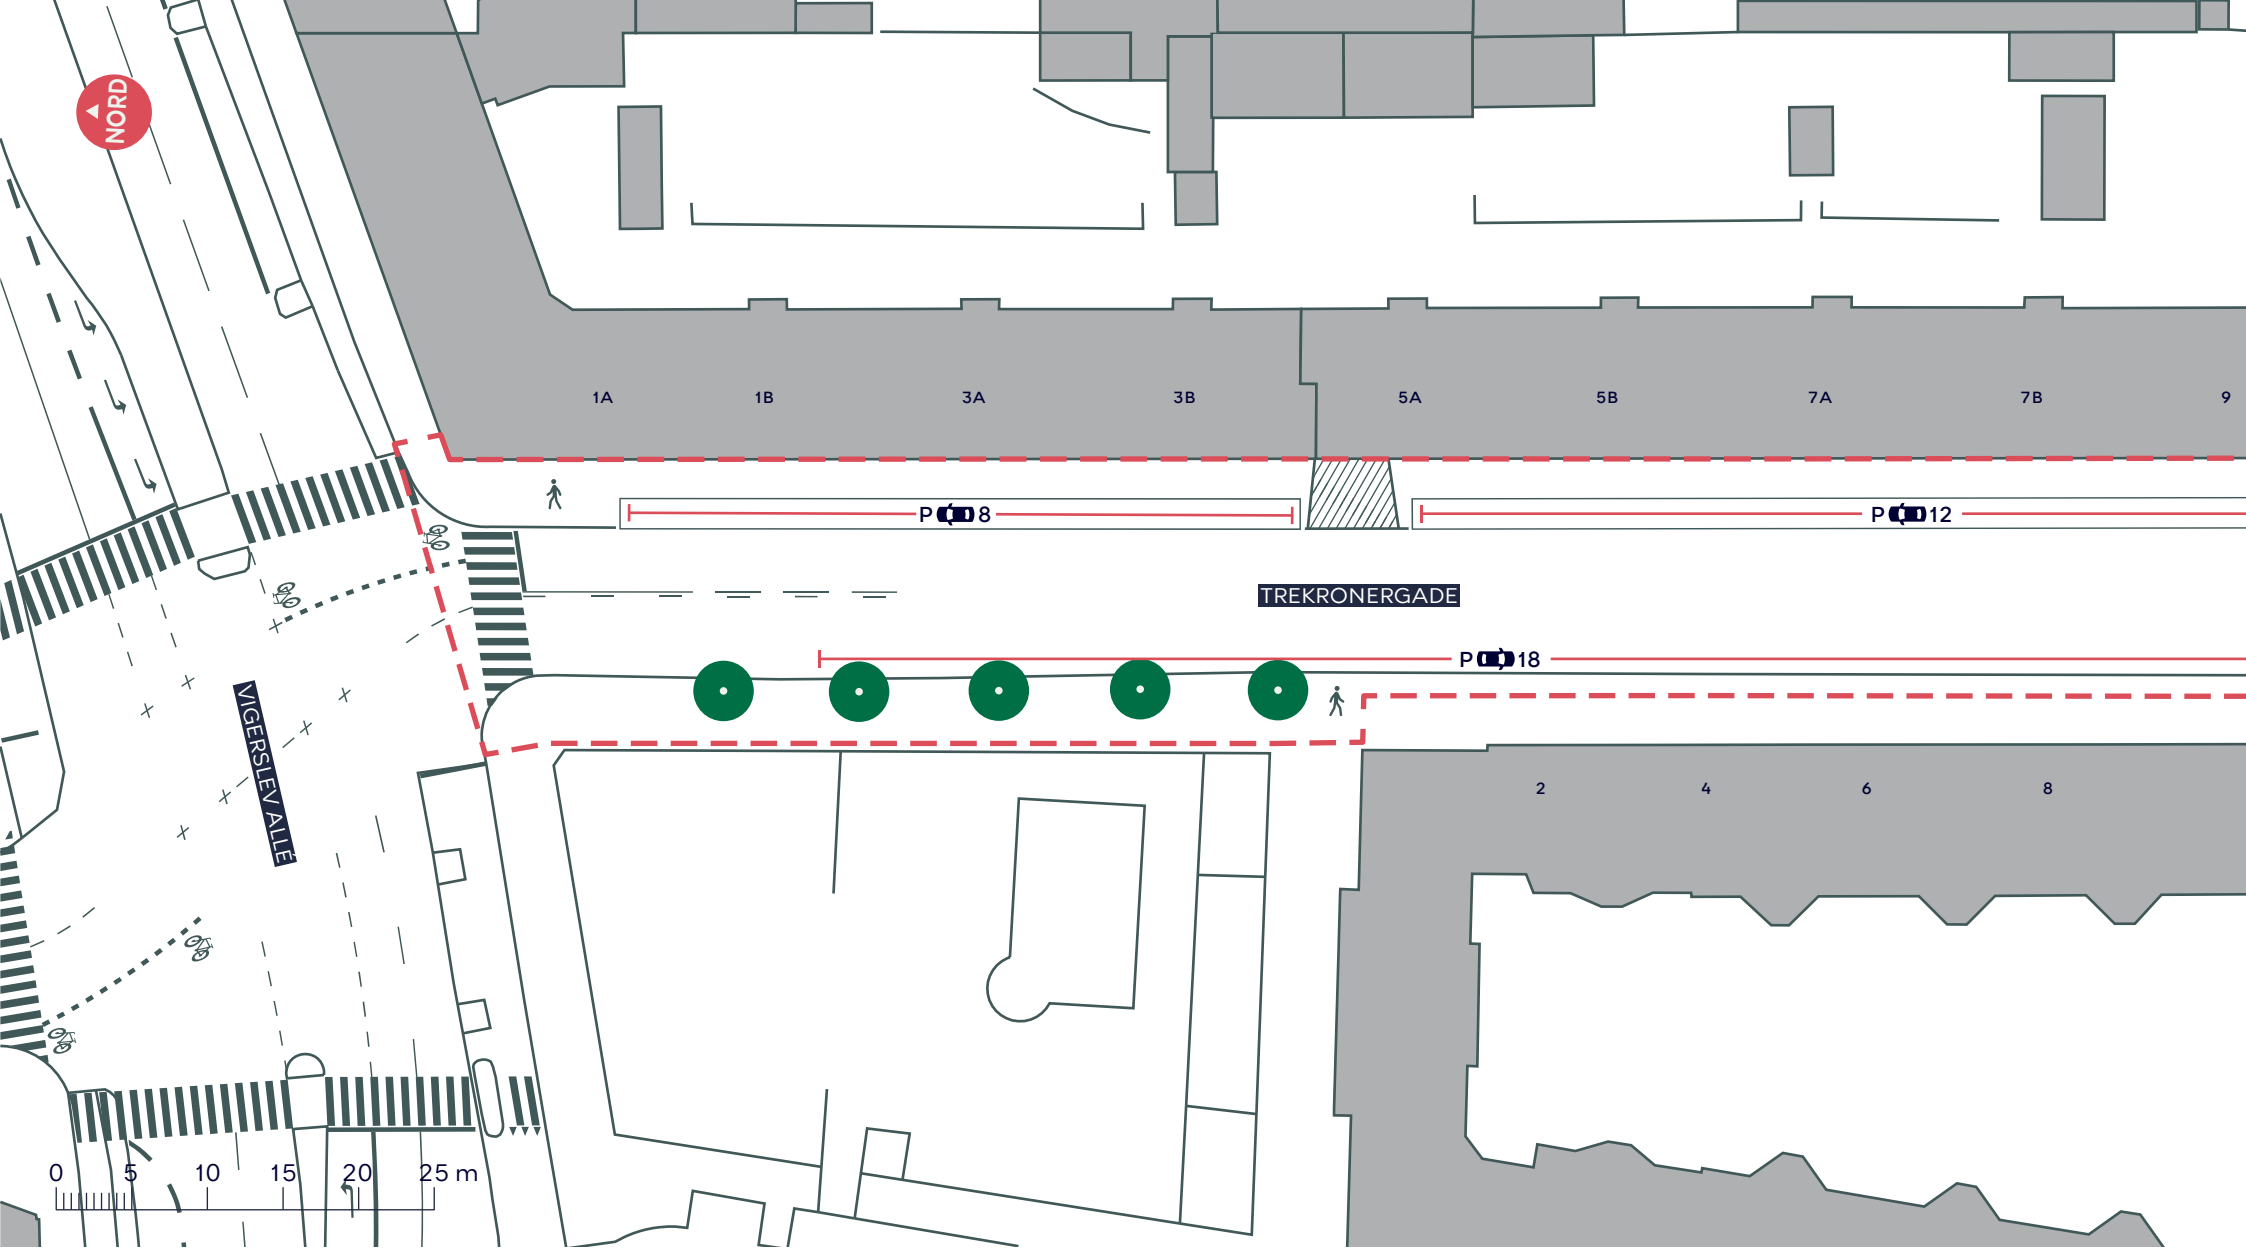 NORD
1A 1B 3A 3B 5A 5B 7A 7B 9
P 8
P 12
TREKRONERGADE
P 18
VIGERSLEV ALLE
2 4 6 8
0 5 10 15 20 25 m